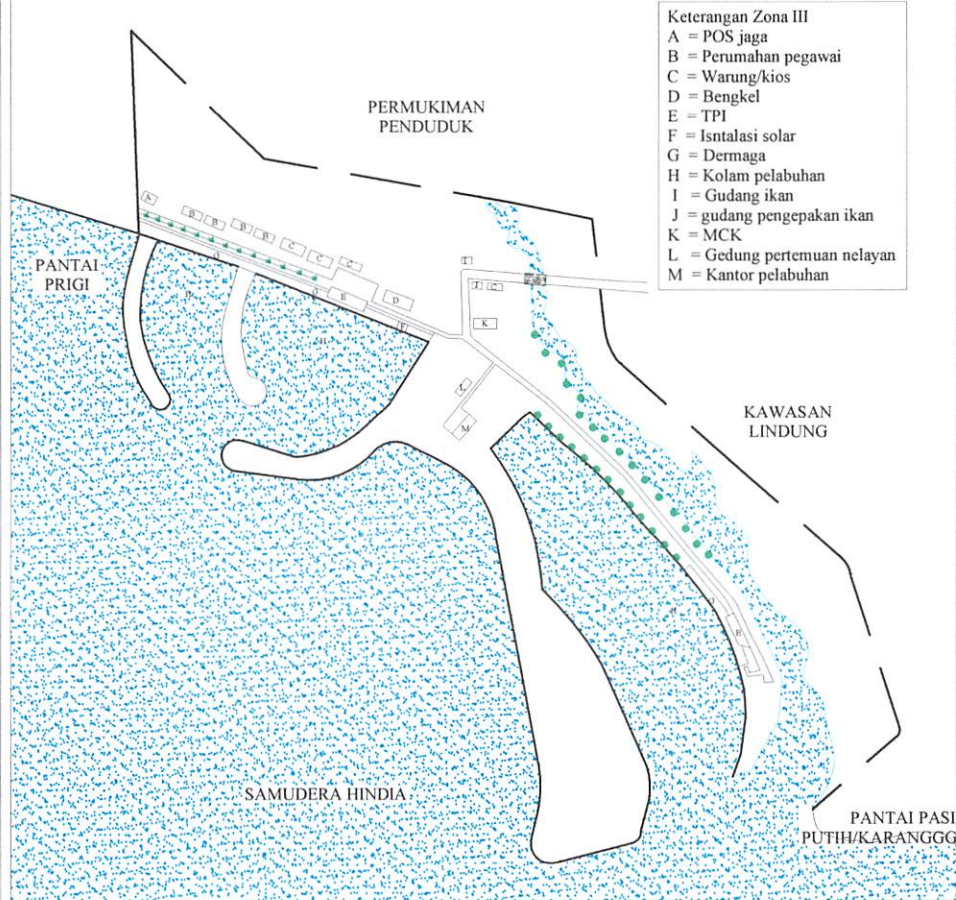 Keterangan Zona III
A = POS jaga
B = Perumahan pegawai
C = Warung/kios
D = Bengkel
E = TPI
F = Isntalasi solar
G = Dermaga
H = Kolam pelabuhan
I = Gudang ikan
J = gudang pengepakan ikan
K = MCK
L = Gedung pertemuan nelayan
M = Kantor pelabuhan
PERMUKIMAN
PENDUDUK
A
B
B
B
B
C
C
C
D
E
F
I
J
C
K
L
M
H
H
E
PANTAI
PRIGI
KAWASAN
LINDUNG
SAMUDERA HINDIA
PANTAI PASI
PUTIH/KARANGGG